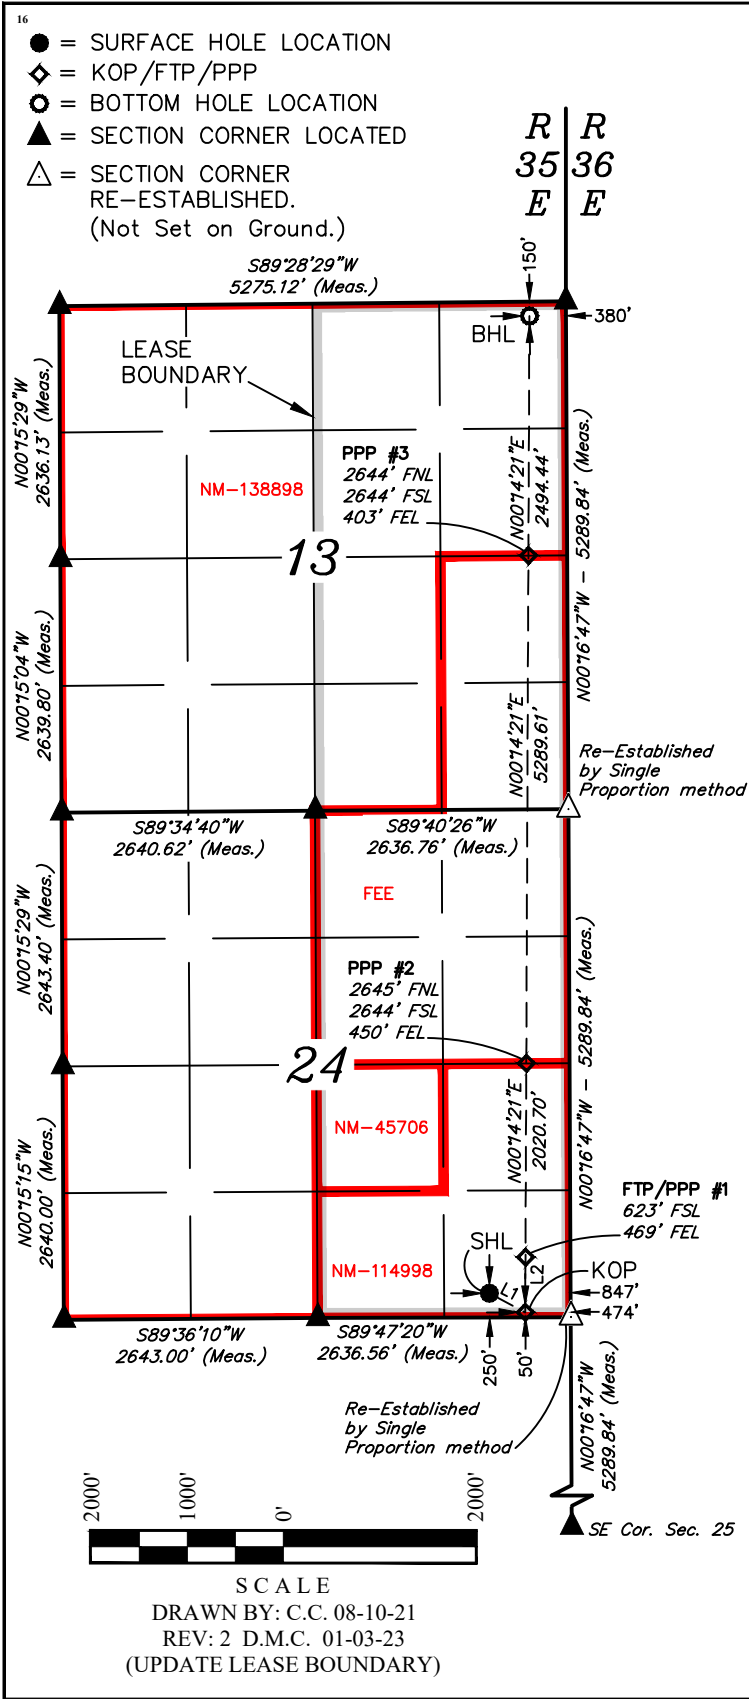 16
= SURFACE HOLE LOCATION
= KOP/FTP/PPP
= BOTTOM HOLE LOCATION
= SECTION CORNER LOCATED
= SECTION CORNER
RE-ESTABLISHED.
(Not Set on Ground.)
R R
35 36
E E
S89°28'29"W
5275.12' (Meas.)
150'
380'
BHL
LEASE
BOUNDARY
N00°15'29"W
2636.13' (Meas.)
NM-138898
PPP #3
2644' FNL
2644' FSL
403' FEL
N00°14'21"E
2494.44'
N00°16'47"W - 5289.84' (Meas.)
13
N00°15'04"W
2639.80' (Meas.)
N00°14'21"E
5289.61'
Re-Established
by Single
Proportion method
S89°34'40"W
2640.62' (Meas.)
S89°40'26"W
2636.76' (Meas.)
FEE
N00°15'29"W
2643.40' (Meas.)
PPP #2
2645' FNL
2644' FSL
450' FEL
N00°16'47"W - 5289.84' (Meas.)
24
N00°14'21"E
2020.70'
NM-45706
N00°15'15"W
2640.00' (Meas.)
FTP/PPP #1
623' FSL
469' FEL
SHL
L2
KOP
NM-114998
L1
847'
474'
S89°36'10"W
2643.00' (Meas.)
S89°47'20"W
2636.56' (Meas.)
250'
50'
Re-Established
by Single
Proportion method
N00°16'47"W
5289.84' (Meas.)
SE Cor. Sec. 25
2000'
1000'
0'
2000'
SCALE
DRAWN BY: C.C. 08-10-21
REV: 2 D.M.C. 01-03-23
(UPDATE LEASE BOUNDARY)